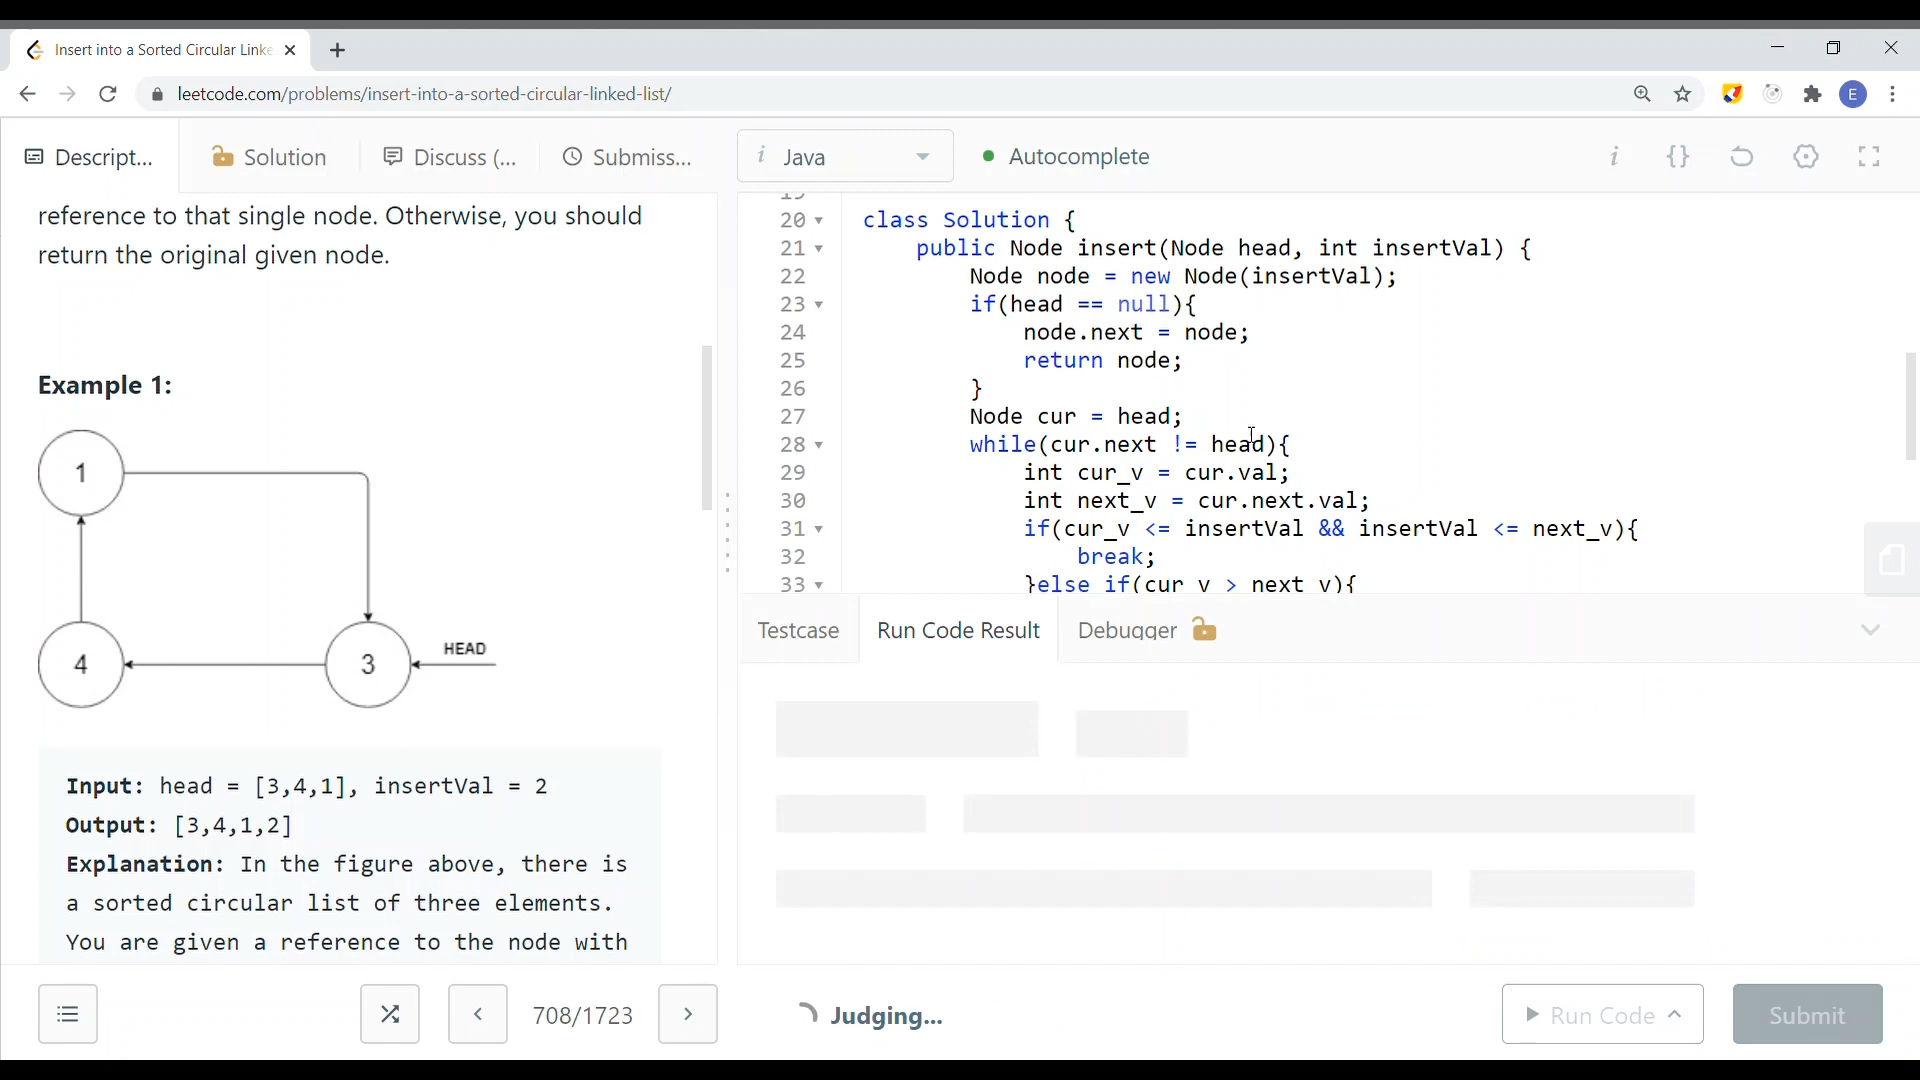 Insert into a Sorted Circular Linke
leetcode.com/problems/insert-into-a-sorted-circular-linked-list/
E
Descript...
Solution
Discuss (...
Submiss...
i Java
Autocomplete
i {}
reference to that single node. Otherwise, you should
return the original given node.
Example 1:
1
4
3
HEAD
Input: head = [3,4,1], insertVal = 2
Output: [3,4,1,2]
Explanation: In the figure above, there is
a sorted circular list of three elements.
You are given a reference to the node with
19
20 class Solution {
21 public Node insert(Node head, int insertVal) {
22 Node node = new Node(insertVal);
23 if(head == null){
24 node.next = node;
25 return node;
26 }
27 Node cur = head;
28 while(cur.next != head){
29 int cur_v = cur.val;
30 int next_v = cur.next.val;
31 if(cur_v <= insertVal && insertVal <= next_v){
32 break;
33 }else if(cur_v > next_v){
Testcase
Run Code Result
Debugger
708/1723
Judging...
Run Code
Submit